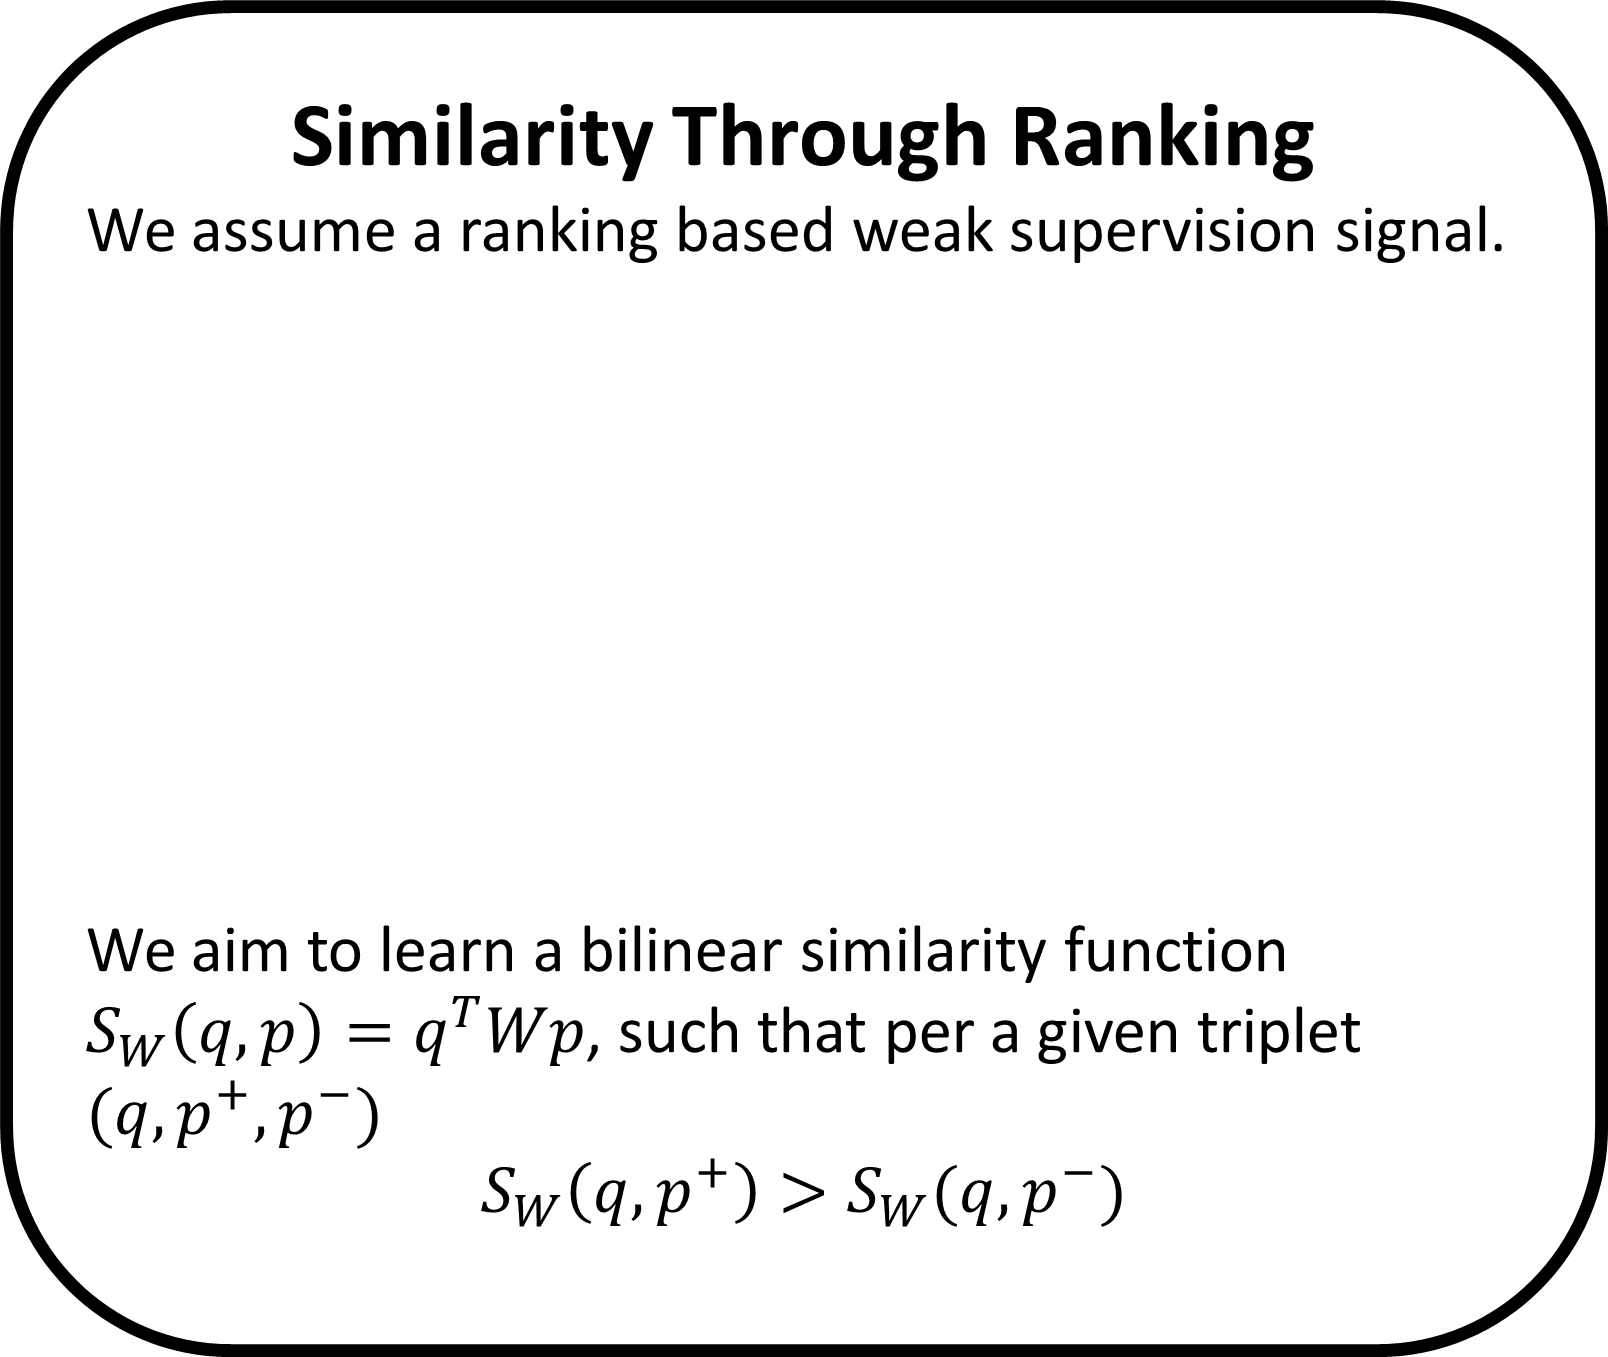 Similarity Through Ranking
We assume a ranking based weak supervision signal.
We aim to learn a bilinear similarity function
$S_W(q, p) = q^T W p$, such that per a given triplet
$(q, p^+, p^-)$
$S_W(q, p^+) > S_W(q, p^-)$